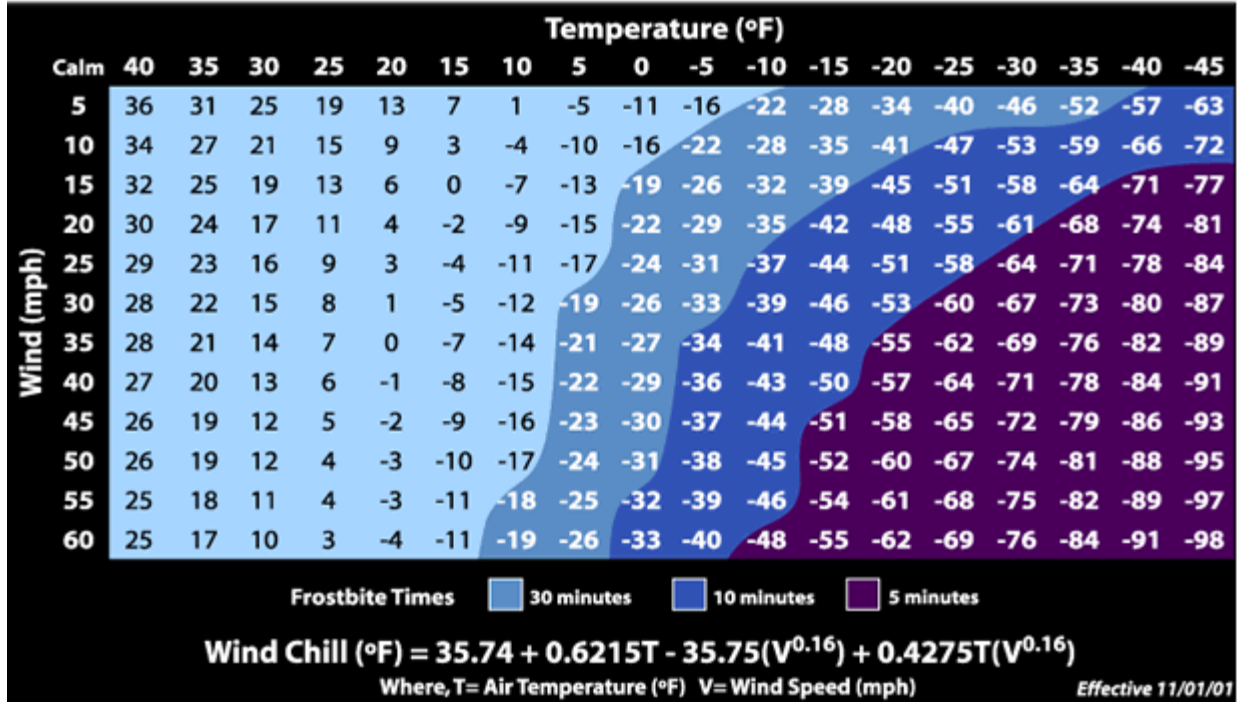 Temperature (ºF)
Calm 40 35 30 25 20 15 10 5 0 -5 -10 -15 -20 -25 -30 -35 -40 -45
5 36 31 25 19 13 7 1 -5 -11 -16 -22 -28 -34 -40 -46 -52 -57 -63
10 34 27 21 15 9 3 -4 -10 -16 -22 -28 -35 -41 -47 -53 -59 -66 -72
15 32 25 19 13 6 0 -7 -13 -19 -26 -32 -39 -45 -51 -58 -64 -71 -77
20 30 24 17 11 4 -2 -9 -15 -22 -29 -35 -42 -48 -55 -61 -68 -74 -81
25 29 23 16 9 3 -4 -11 -17 -24 -31 -37 -44 -51 -58 -64 -71 -78 -84
30 28 22 15 8 1 -5 -12 -19 -26 -33 -39 -46 -53 -60 -67 -73 -80 -87
35 28 21 14 7 0 -7 -14 -21 -27 -34 -41 -48 -55 -62 -69 -76 -82 -89
40 27 20 13 6 -1 -8 -15 -22 -29 -36 -43 -50 -57 -64 -71 -78 -84 -91
45 26 19 12 5 -2 -9 -16 -23 -30 -37 -44 -51 -58 -65 -72 -79 -86 -93
50 26 19 12 4 -3 -10 -17 -24 -31 -38 -45 -52 -60 -67 -74 -81 -88 -95
55 25 18 11 4 -3 -11 -18 -25 -32 -39 -46 -54 -61 -68 -75 -82 -89 -97
60 25 17 10 3 -4 -11 -19 -26 -33 -40 -48 -55 -62 -69 -76 -84 -91 -98
Wind (mph)
Frostbite Times 30 minutes 10 minutes 5 minutes
Wind Chill (ºF) = 35.74 + 0.6215T - 35.75(V^0.16) + 0.4275T(V^0.16)
Where, T= Air Temperature (ºF) V= Wind Speed (mph) Effective 11/01/01